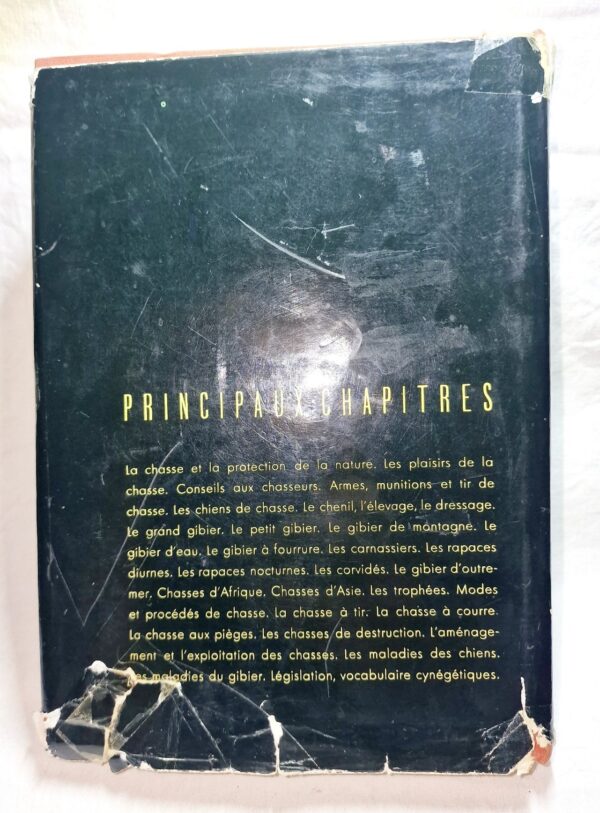 PRINCIPAUX CHAPITRES
La chasse et la protection de la nature. Les plaisirs de la
chasse. Conseils aux chasseurs. Armes, munitions et tir de
chasse. Les chiens de chasse. Le chenil, l'élevage, le dressage.
Le grand gibier. Le petit gibier. Le gibier de montagne. Le
gibier d'eau. Le gibier à fourrure. Les carnassiers. Les rapaces
diurnes. Les rapaces nocturnes. Les corvidés. Le gibier d'outre-
mer. Chasses d'Afrique. Chasses d'Asie. Les trophées. Modes
et procédés de chasse. La chasse à tir. La chasse à courre.
La chasse aux pièges. Les chasses de destruction. L'aménage-
ment et l'exploitation des chasses. Les maladies des chiens.
Les maladies du gibier. Législation, vocabulaire cynégétiques.